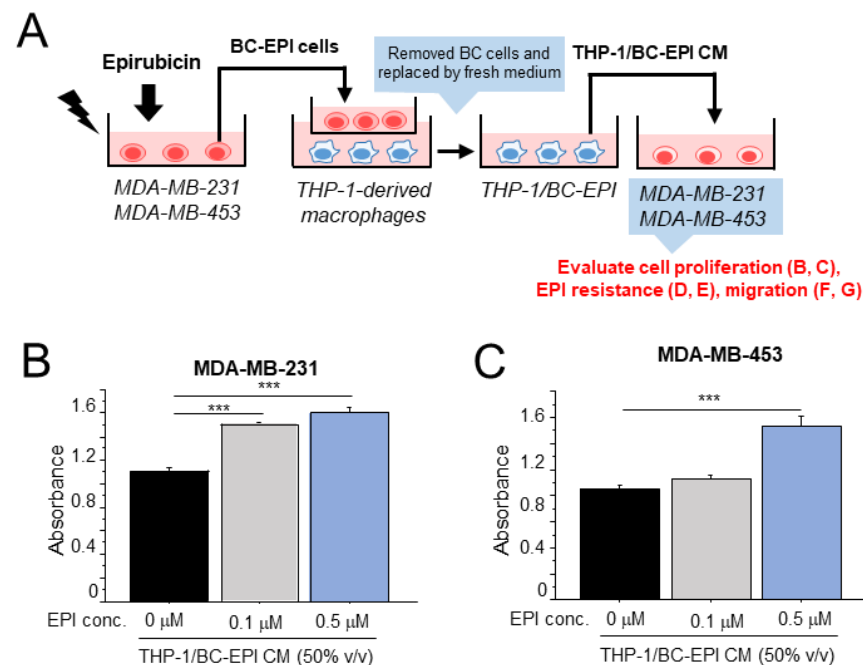 A
Epirubicin
BC-EPI cells
Removed BC cells and
replaced by fresh medium
THP-1/BC-EPI CM
MDA-MB-231
MDA-MB-453
THP-1-derived
macrophages
THP-1/BC-EPI
MDA-MB-231
MDA-MB-453
Evaluate cell proliferation (B, C),
EPI resistance (D, E), migration (F, G)
B
MDA-MB-231
Absorbance
1.6
1.2
0.8
0.4
0
***
***
EPI conc.
0 μM
0.1 μM
0.5 μM
THP-1/BC-EPI CM (50% v/v)
C
MDA-MB-453
Absorbance
1.6
1.2
0.8
0.4
0
***
EPI conc.
0 μM
0.1 μM
0.5 μM
THP-1/BC-EPI CM (50% v/v)